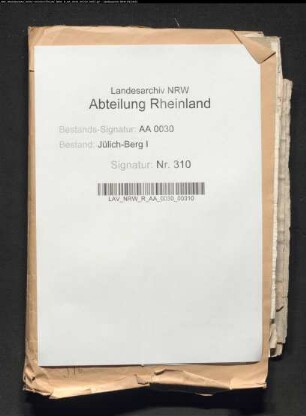 Landesarchiv NRW
Abteilung Rheinland
Bestands-Signatur: AA 0030
Bestand: Jülich-Berg I
Signatur: Nr. 310
LAV_NRW_R_AA_0030_00310